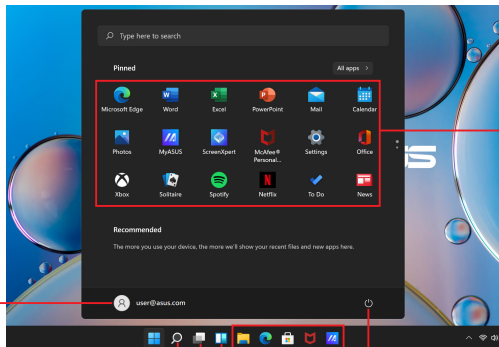 Type here to search
Pinned
All apps >
Microsoft Edge
Word
Excel
PowerPoint
Mail
Calendar
Photos
MyASUS
ScreenXpert
McAfee®
Personal...
Settings
Office
Xbox
Solitaire
Spotify
Netflix
To Do
News
Recommended
The more you use your device, the more we'll show your recent files and new apps here.
user@asus.com